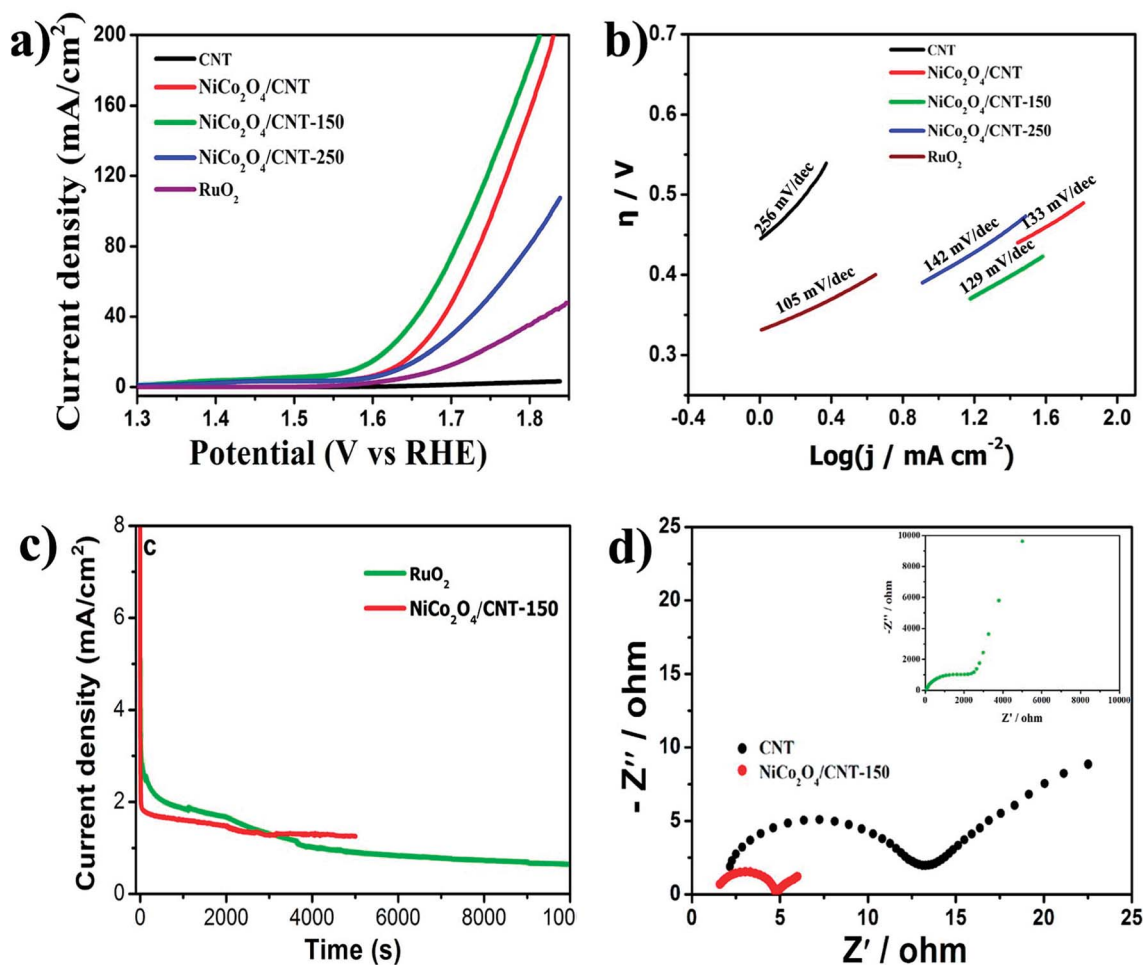 a)
200
160
120
80
40
0
Current density (mA/cm²)
CNT
NiCo₂O₄/CNT
NiCo₂O₄/CNT-150
NiCo₂O₄/CNT-250
RuO₂
1.3 1.4 1.5 1.6 1.7 1.8
Potential (V vs RHE)
b)
0.7
0.6
0.5
0.4
0.3
η / V
CNT
NiCo₂O₄/CNT
NiCo₂O₄/CNT-150
NiCo₂O₄/CNT-250
RuO₂
256 mV/dec
133 mV/dec
142 mV/dec
129 mV/dec
105 mV/dec
-0.4 0.0 0.4 0.8 1.2 1.6 2.0
Log(j / mA cm⁻²)
c)
C
8
6
4
2
0
Current density (mA/cm²)
RuO₂
NiCo₂O₄/CNT-150
0 2000 4000 6000 8000 10000
Time (s)
d)
25
20
15
10
5
0
- Z′′ / ohm
10000
8000
6000
4000
2000
0
-Z′′ / ohm
0 2000 4000 6000 8000 10000
Z′ / ohm
CNT
NiCo₂O₄/CNT-150
0 5 10 15 20 25
Z′ / ohm